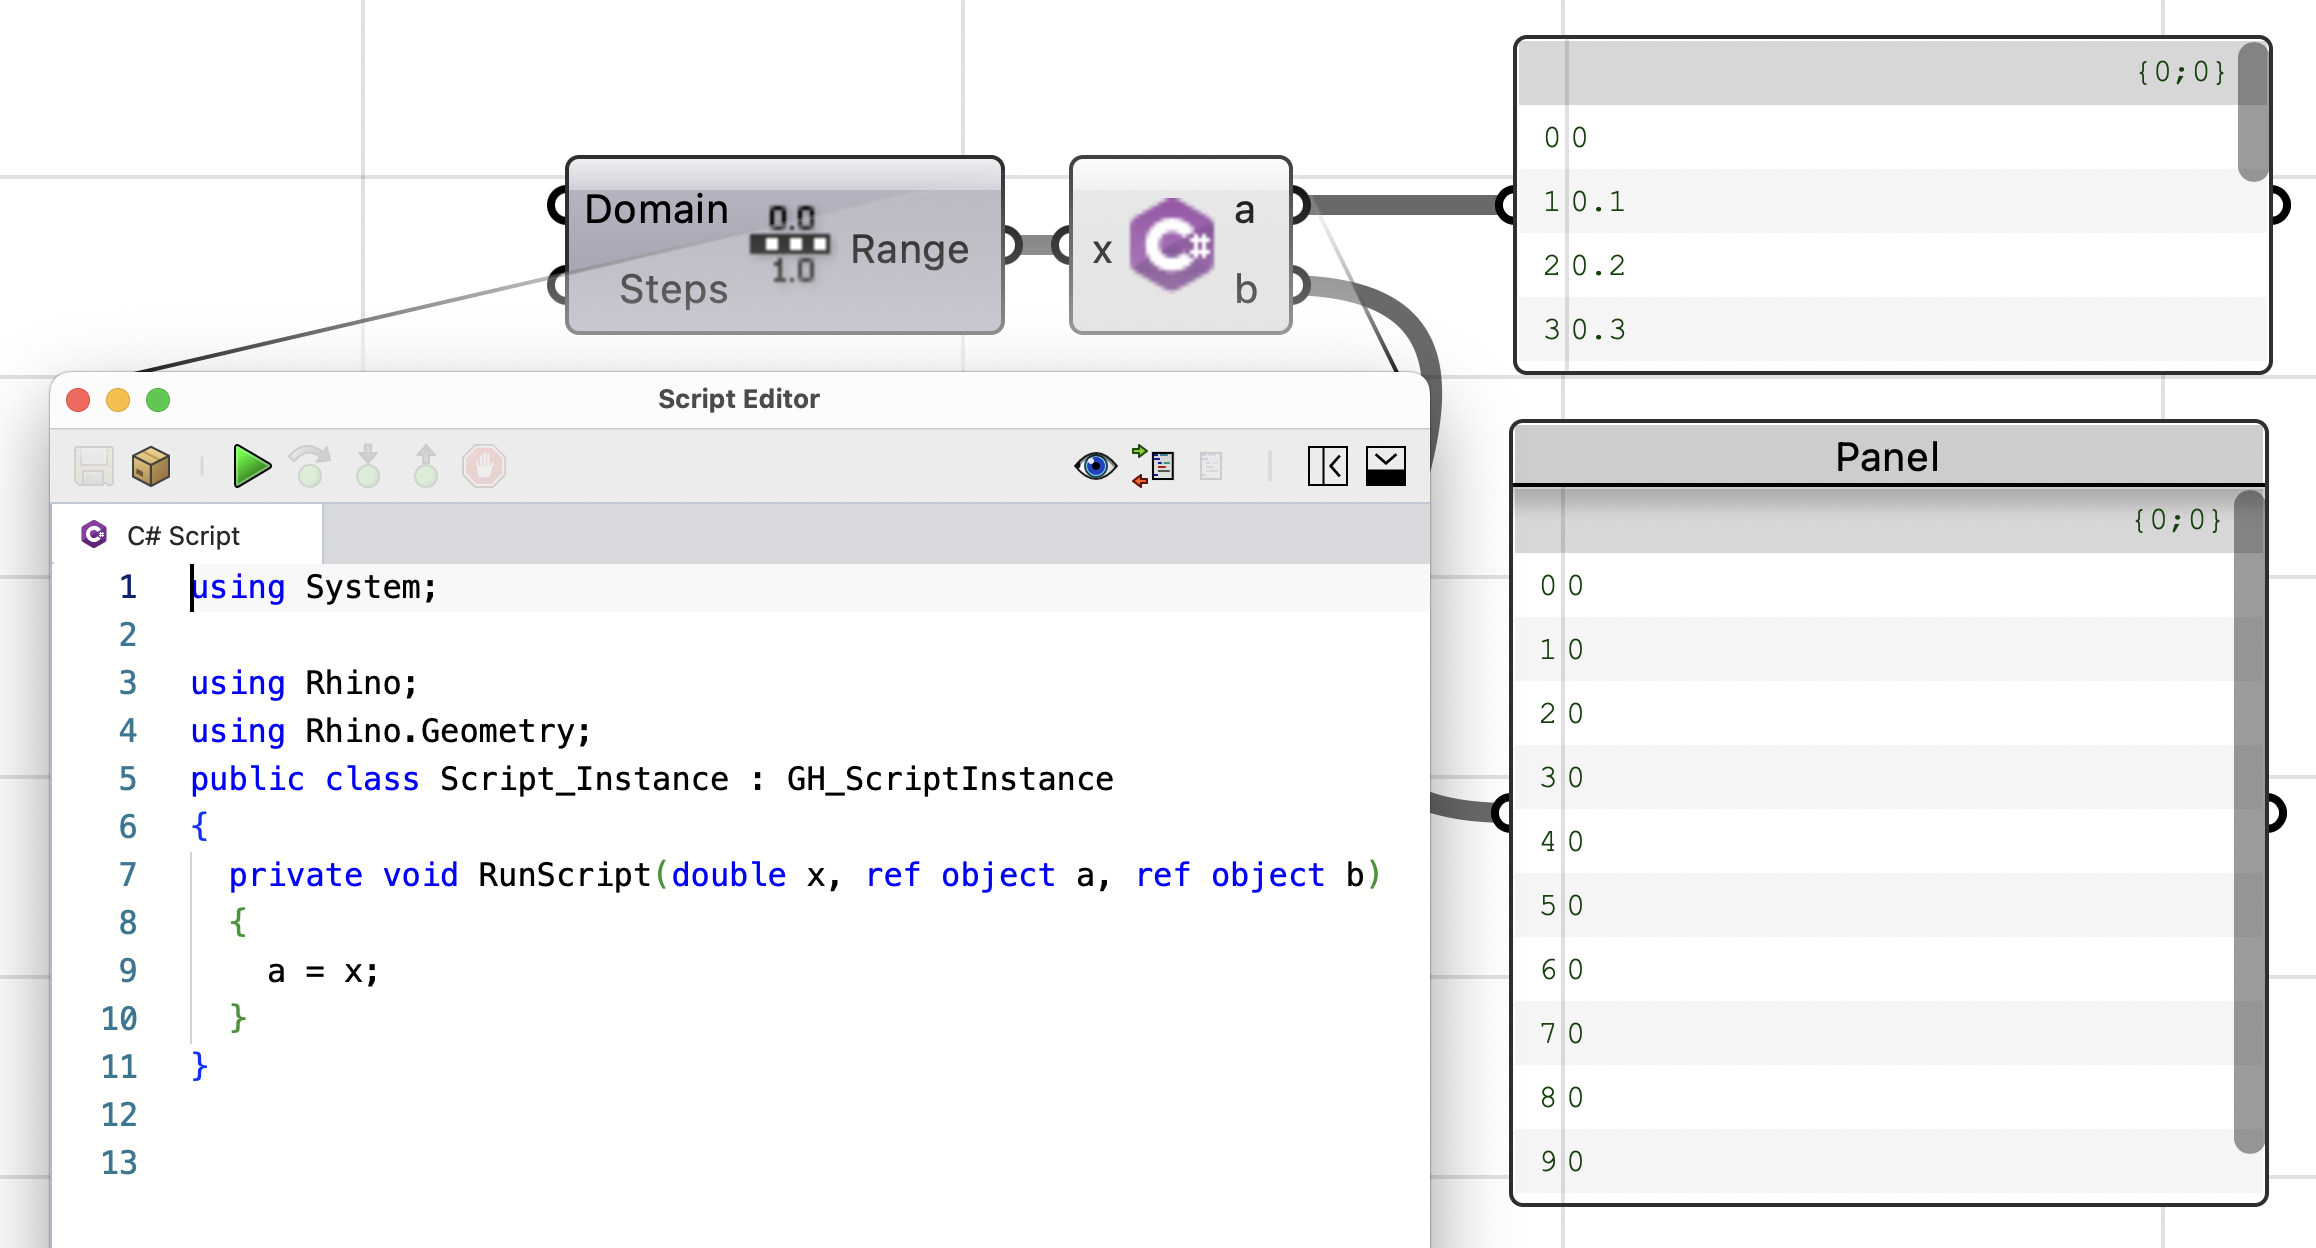 Domain
Steps
0.0
1.0
Range
x
C#
a
b
{0;0}
0 0
1 0.1
2 0.2
3 0.3
Script Editor
C# Script
1 using System;
2
3 using Rhino;
4 using Rhino.Geometry;
5 public class Script_Instance : GH_ScriptInstance
6 {
7 private void RunScript(double x, ref object a, ref object b)
8 {
9 a = x;
10 }
11 }
12
13
Panel
{0;0}
0 0
1 0
2 0
3 0
4 0
5 0
6 0
7 0
8 0
9 0